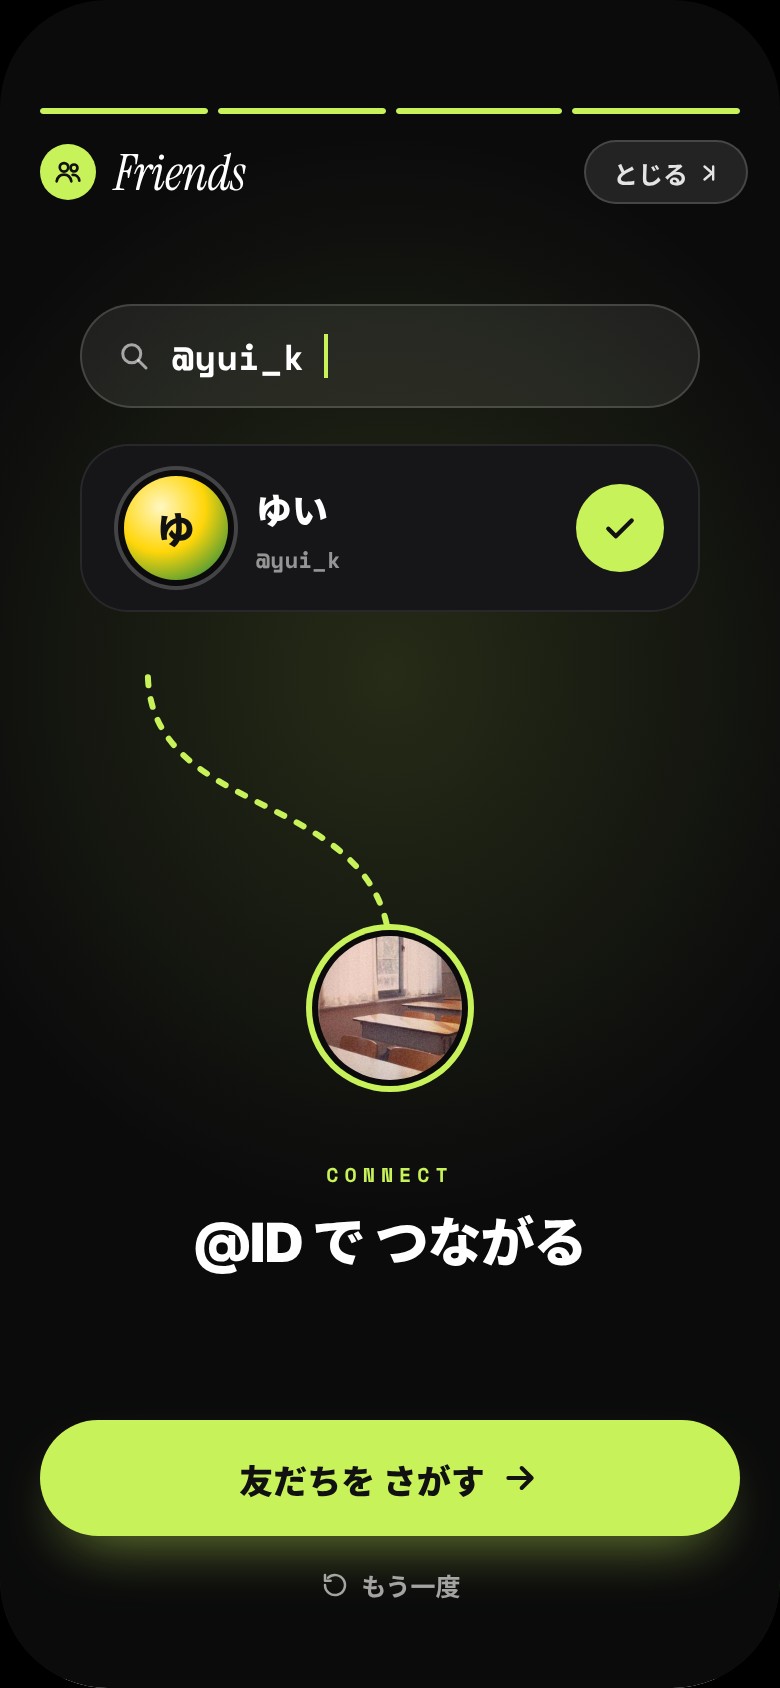 Friends
とじる
@yui_k
ゆ
ゆい
@yui_k
CONNECT
@ID で つながる
友だちを さがす
もう一度